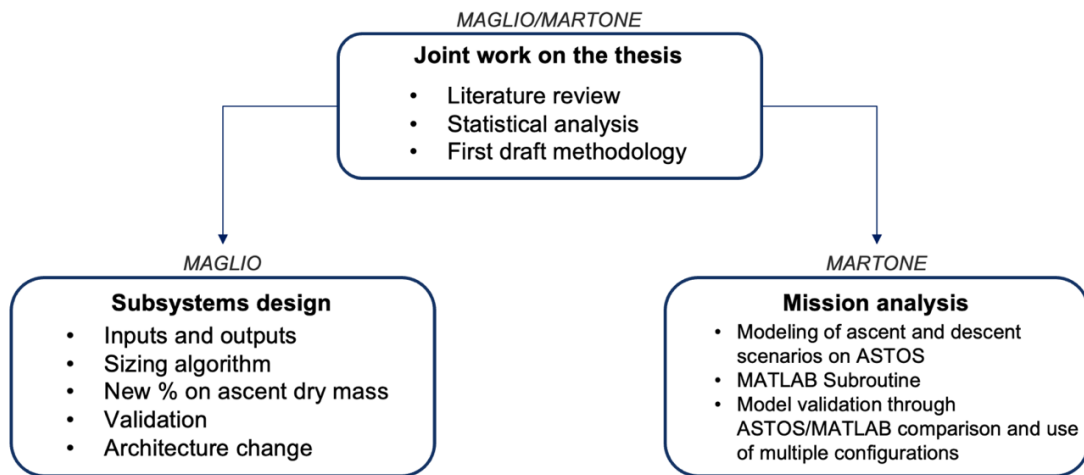 MAGLIO/MARTONE
Joint work on the thesis
• Literature review
• Statistical analysis
• First draft methodology
MAGLIO
Subsystems design
• Inputs and outputs
• Sizing algorithm
• New % on ascent dry mass
• Validation
• Architecture change
MARTONE
Mission analysis
• Modeling of ascent and descent
scenarios on ASTOS
• MATLAB Subroutine
• Model validation through
ASTOS/MATLAB comparison and use
of multiple configurations